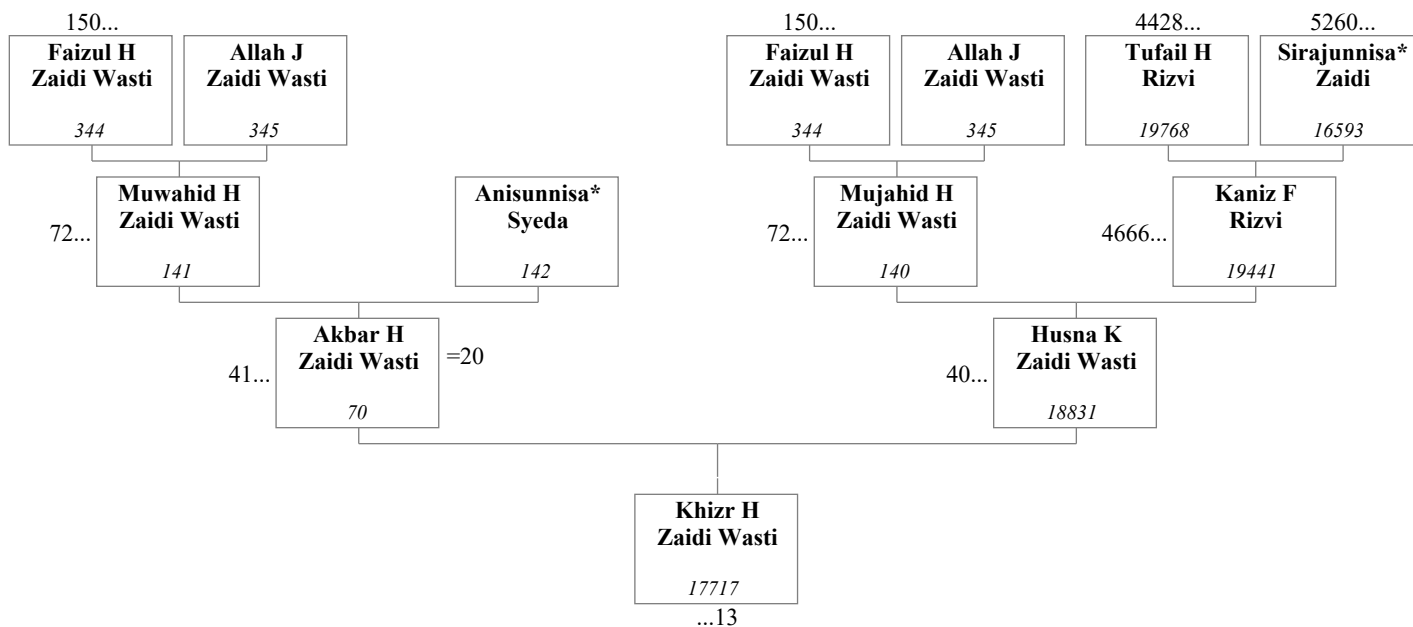 150...
Faizul H
Zaidi Wasti
344
Allah J
Zaidi Wasti
345
150...
Faizul H
Zaidi Wasti
344
Allah J
Zaidi Wasti
345
4428...
Tufail H
Rizvi
19768
5260...
Sirajunnisa*
Zaidi
16593
72...
Muwahid H
Zaidi Wasti
141
Anisunnisa*
Syeda
142
72...
Mujahid H
Zaidi Wasti
140
4666...
Kaniz F
Rizvi
19441
41...
Akbar H
Zaidi Wasti
70
=20
40...
Husna K
Zaidi Wasti
18831
Khizr H
Zaidi Wasti
17717
...13